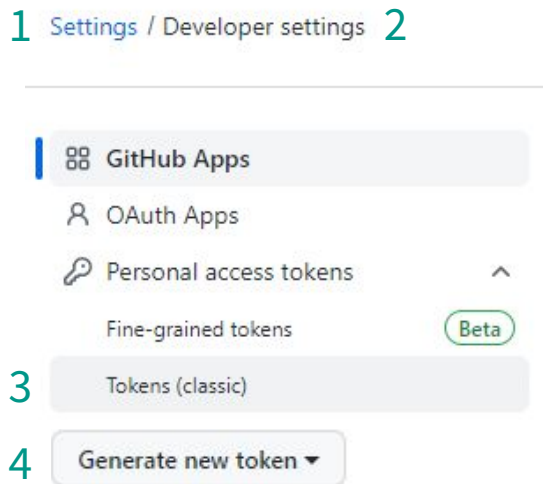 1 Settings / Developer settings 2
GitHub Apps
OAuth Apps
Personal access tokens
Fine-grained tokens Beta
3 Tokens (classic)
4 Generate new token